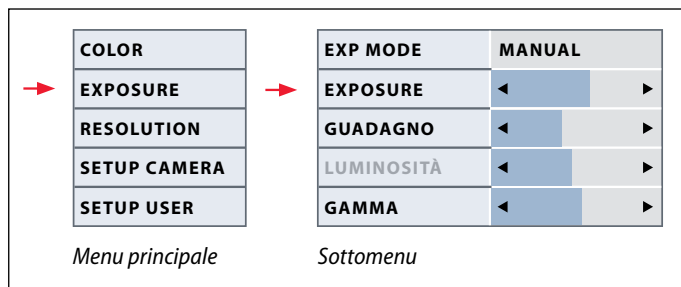 COLOR
EXPOSURE
RESOLUTION
SETUP CAMERA
SETUP USER
Menu principale
EXP MODE MANUAL
EXPOSURE
GUADAGNO
LUMINOSITÀ
GAMMA
Sottomenu